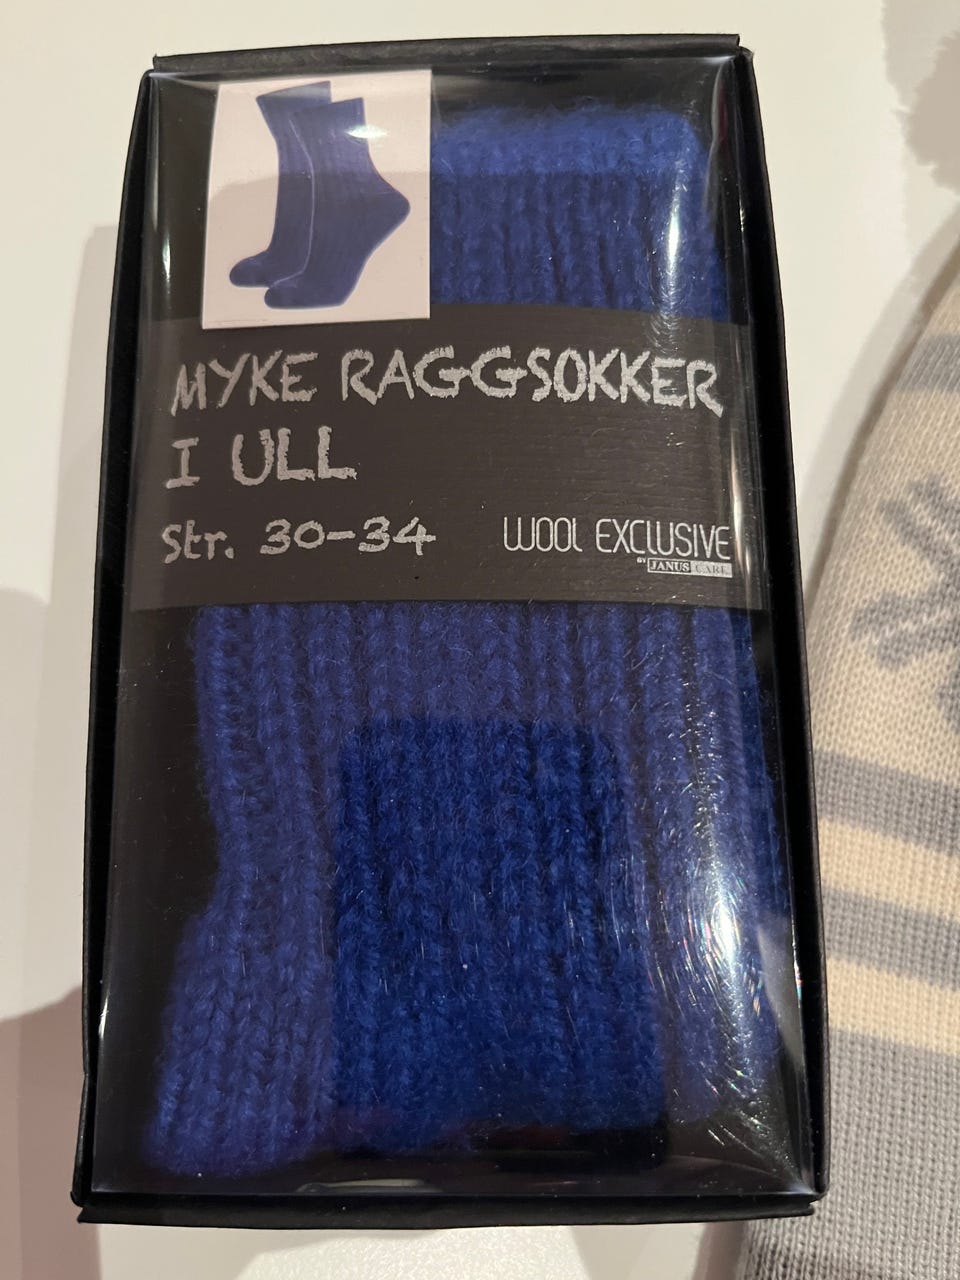 MYKE RAGGSOKKER
I ULL
Str. 30-34
WOOL EXCLUSIVE
BY JANUS CARE